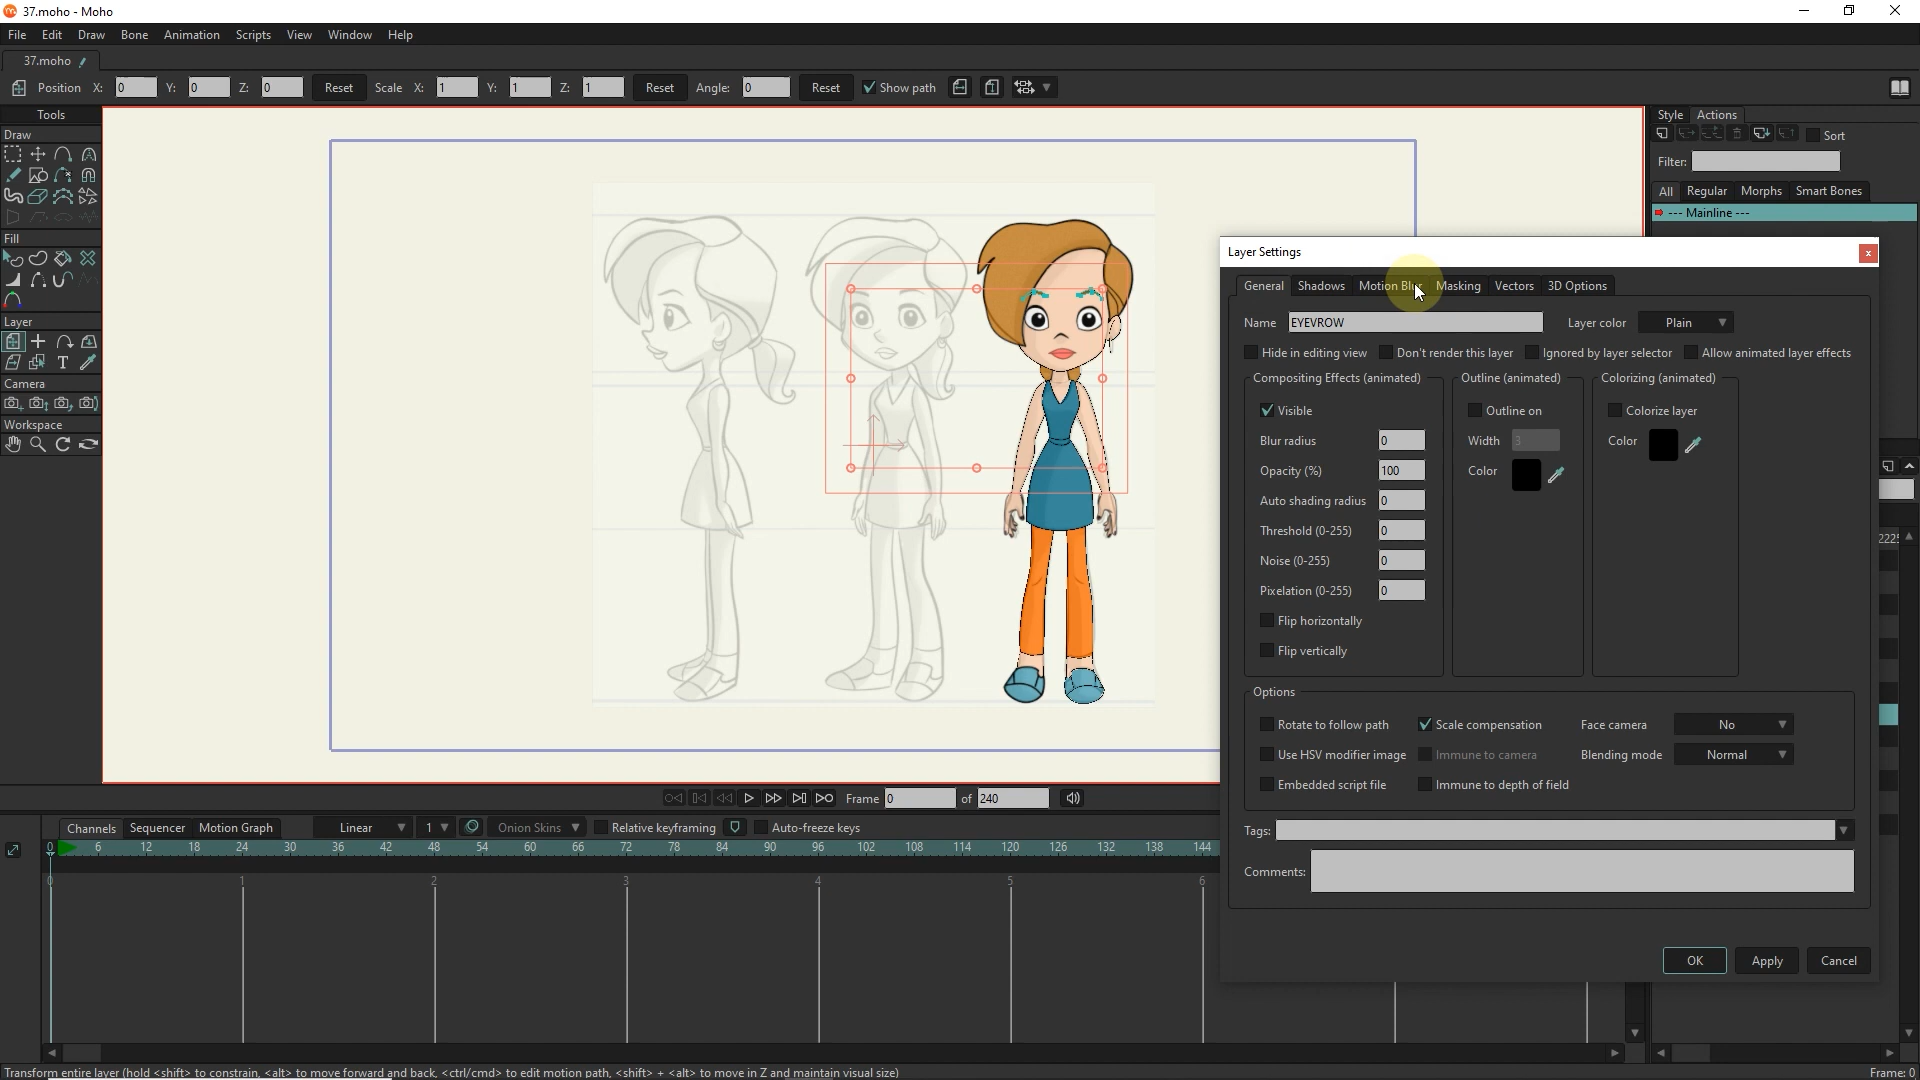 37.moho - Moho
File Edit Draw Bone Animation Scripts View Window Help
37.moho
Position X: 0 Y: 0 Z: 0 Reset Scale X: 1 Y: 1 Z: 1 Reset Angle: 0 Reset Show path
Tools
Draw
Fill
Layer
Camera
Workspace
Style Actions
Sort
Filter:
All Regular Morphs Smart Bones
--- Mainline ---
Layer Settings
General Shadows Motion Blur Masking Vectors 3D Options
Name EYEVROW Layer color Plain
Hide in editing view Don't render this layer Ignored by layer selector Allow animated layer effects
Compositing Effects (animated) Outline (animated) Colorizing (animated)
Visible Outline on Colorize layer
Blur radius 0 Width 3 Color
Opacity (%) 100 Color
Auto shading radius 0
Threshold (0-255) 0
Noise (0-255) 0
Pixelation (0-255) 0
Flip horizontally
Flip vertically
Options
Rotate to follow path Scale compensation Face camera No
Use HSV modifier image Immune to camera Blending mode Normal
Embedded script file Immune to depth of field
Tags:
Comments:
OK Apply Cancel
Frame 0 of 240
Channels Sequencer Motion Graph Linear 1 Onion Skins Relative keyframing Auto-freeze keys
0 6 12 18 24 30 36 42 48 54 60 66 72 78 84 90 96 102 108 114 120 126 132 138 144
0 1 2 3 4 5 6
Transform entire layer (hold <shift> to constrain, <alt> to move forward and back, <ctrl/cmd> to edit motion path, <shift> + <alt> to move in Z and maintain visual size)
Frame: 0